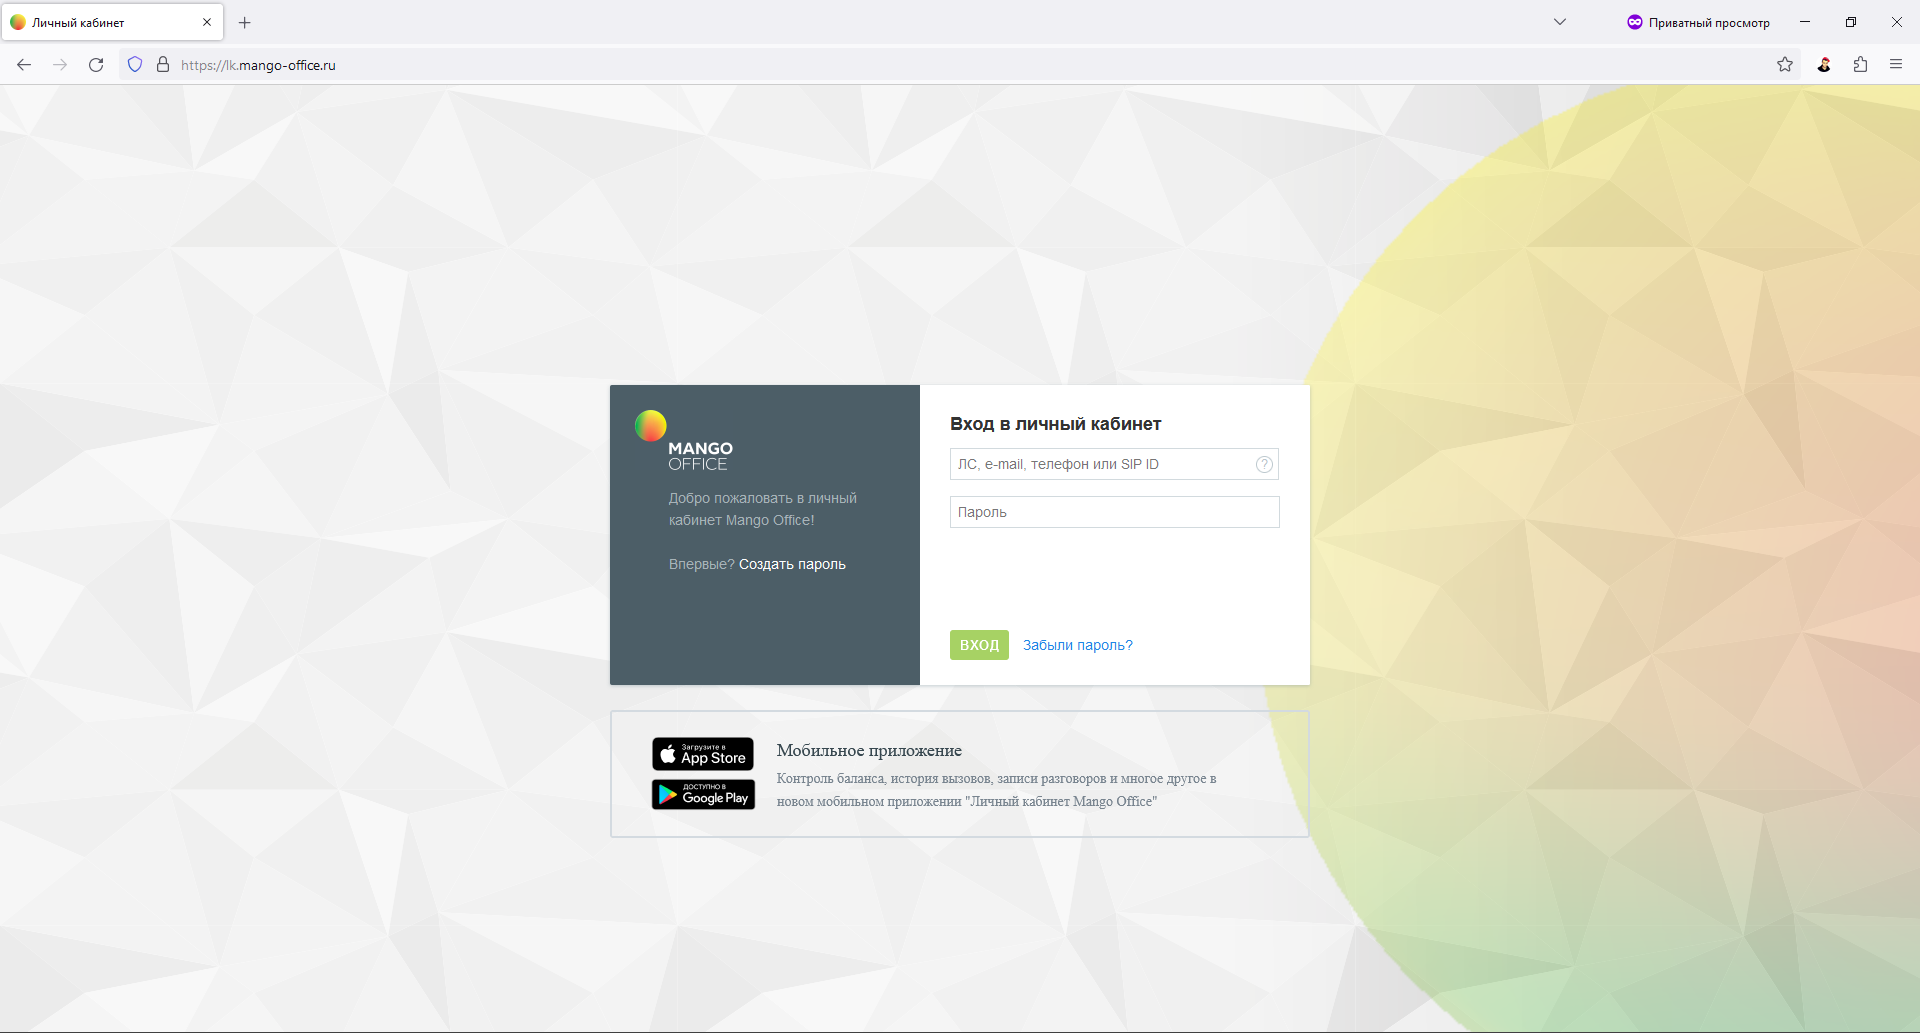 Личный кабинет
Приватный просмотр
https://lk.mango-office.ru
MANGO
OFFICE
Добро пожаловать в личный
кабинет Mango Office!
Впервые? Создать пароль
Вход в личный кабинет
ЛС, e-mail, телефон или SIP ID
?
Пароль
ВХОД
Забыли пароль?
Загрузите в
App Store
ДОСТУПНО В
Google Play
Мобильное приложение
Контроль баланса, история вызовов, записи разговоров и многое другое в
новом мобильном приложении "Личный кабинет Mango Office"